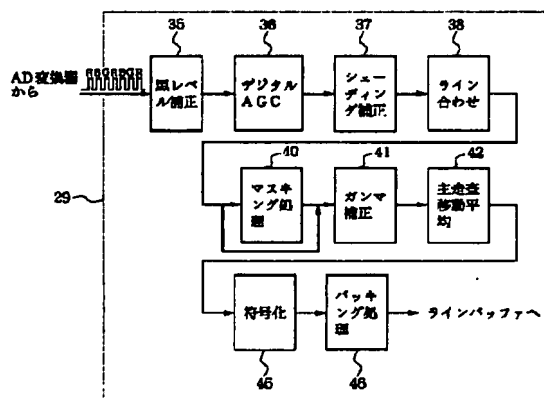 35
36
37
38
AD変換器
から
黒レベ
ル補正
デジタル
AGC
シェー
ディン
グ補正
ライン
合わせ
40
41
42
29
マスキ
ング処
理
ガンマ
補正
主走査
移動平
均
符号化
パッキ
ング処
理
ラインバッファへ
45
46